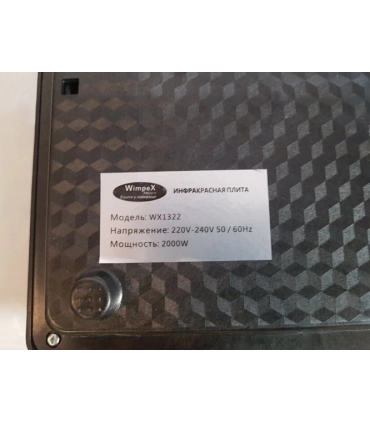 WimpeX
ИНФРАКРАСНАЯ ПЛИТА
Модель: WX1322
Напряжение: 220V-240V 50 / 60Hz
Мощность: 2000W